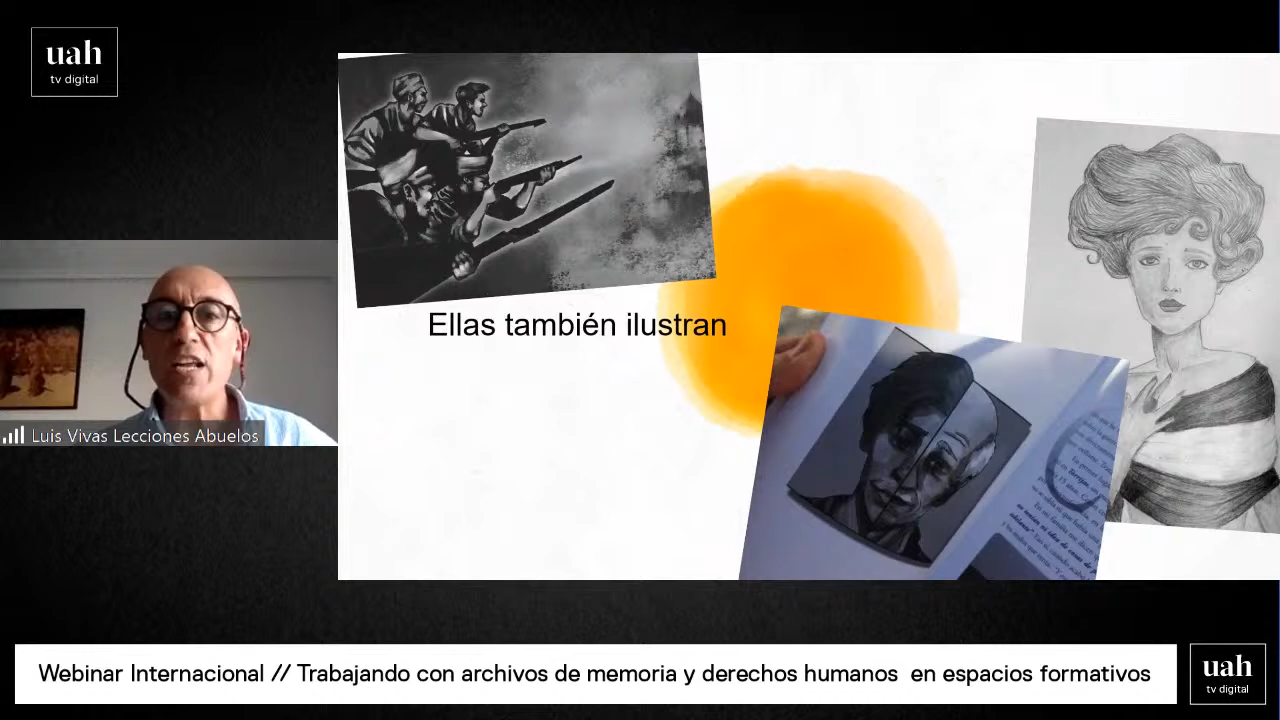 uah
tv digital
Ellas también ilustran
Luis Vivas Lecciones Abuelos
Webinar Internacional // Trabajando con archivos de memoria y derechos humanos en espacios formativos
uah
tv digital